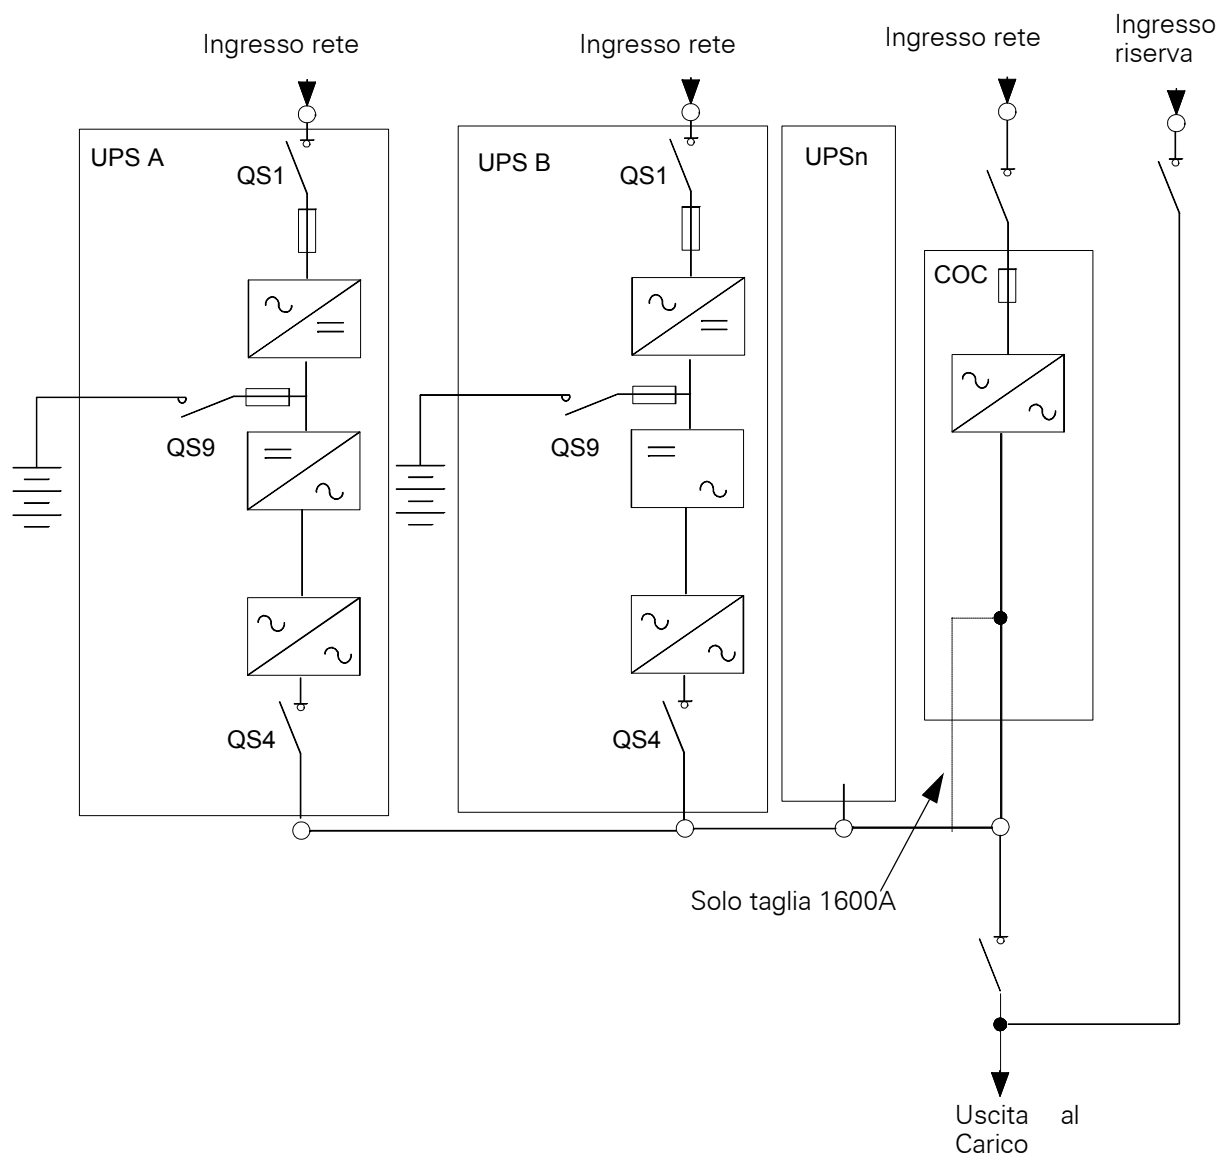 Ingresso rete
Ingresso rete
Ingresso rete
Ingresso
riserva
UPS A
UPS B
UPSn
QS1
QS1
COC
QS9
QS9
QS4
QS4
Solo taglia 1600A
Uscita al
Carico